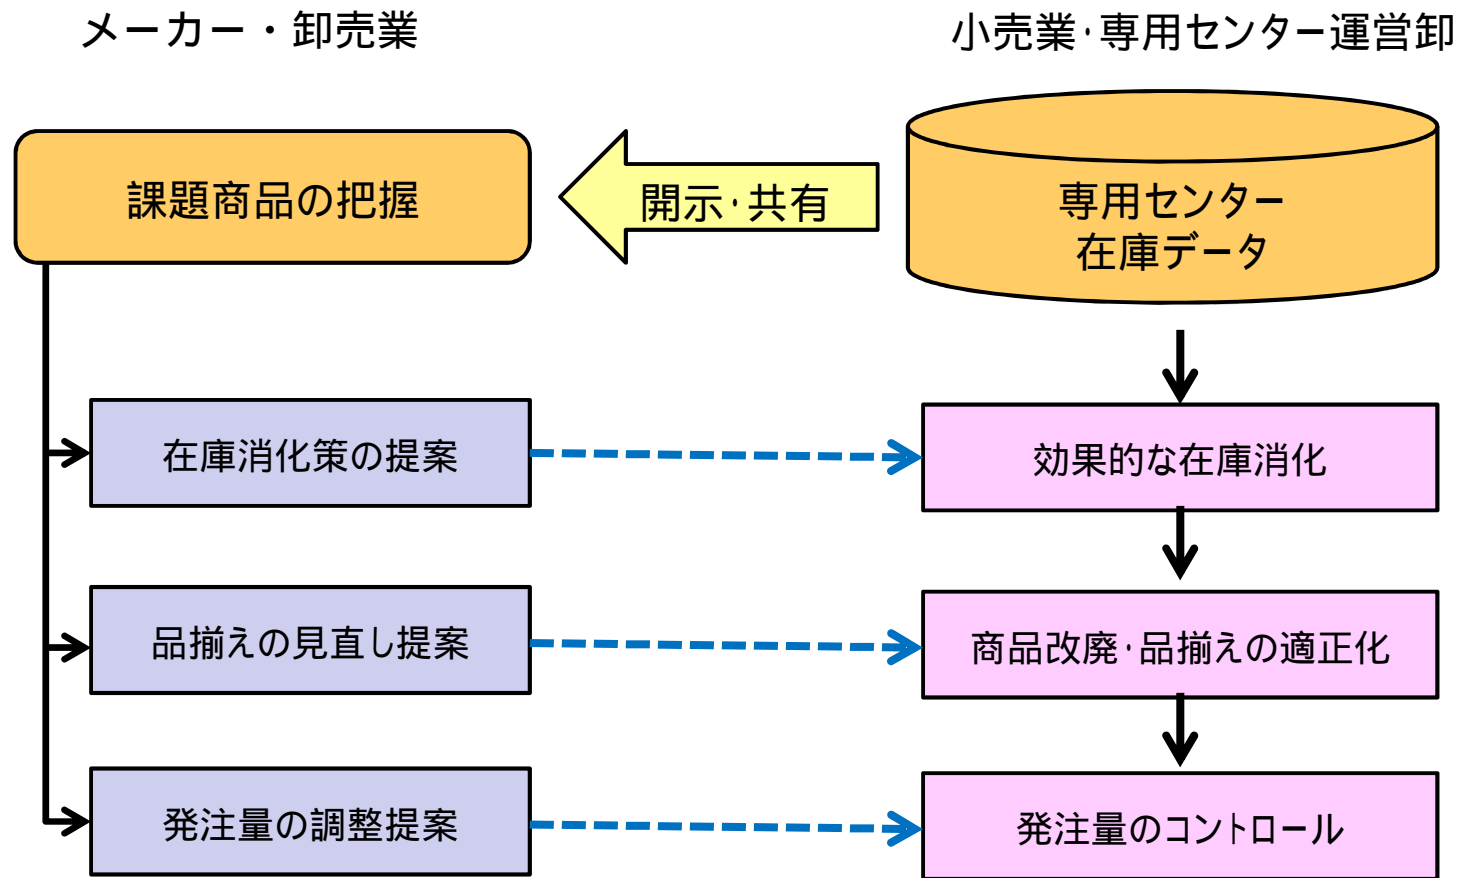 メーカー・卸売業
小売業・専用センター運営卸
課題商品の把握
開示・共有
専用センター
在庫データ
在庫消化策の提案
効果的な在庫消化
品揃えの見直し提案
商品改廃・品揃えの適正化
発注量の調整提案
発注量のコントロール